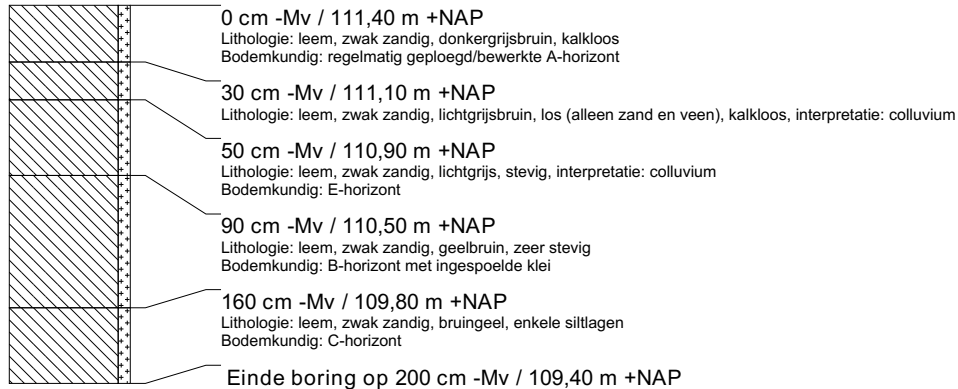 0 cm -Mv / 111,40 m +NAP
Lithologie: leem, zwak zandig, donkergrijsbruin, kalkloos
Bodemkundig: regelmatig geploegd/bewerkte A-horizont
30 cm -Mv / 111,10 m +NAP
Lithologie: leem, zwak zandig, lichtgrijsbruin, los (alleen zand en veen), kalkloos, interpretatie: colluvium
50 cm -Mv / 110,90 m +NAP
Lithologie: leem, zwak zandig, lichtgrijs, stevig, interpretatie: colluvium
Bodemkundig: E-horizont
90 cm -Mv / 110,50 m +NAP
Lithologie: leem, zwak zandig, geelbruin, zeer stevig
Bodemkundig: B-horizont met ingespoelde klei
160 cm -Mv / 109,80 m +NAP
Lithologie: leem, zwak zandig, bruingeel, enkele siltlagen
Bodemkundig: C-horizont
Einde boring op 200 cm -Mv / 109,40 m +NAP